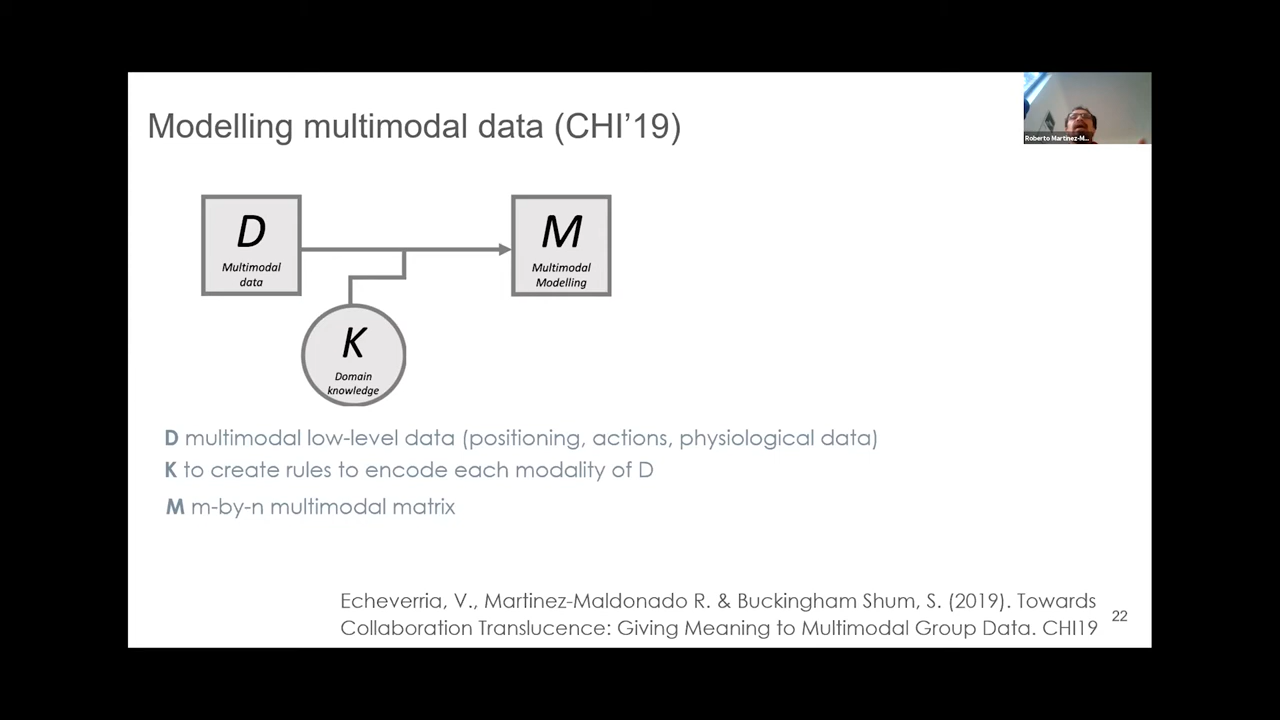 Modelling multimodal data (CHI’19)
Roberto Martinez-M...
D
Multimodal
data
M
Multimodal
Modelling
K
Domain
knowledge
D multimodal low-level data (positioning, actions, physiological data)
K to create rules to encode each modality of D
M m-by-n multimodal matrix
Echeverria, V., Martinez-Maldonado R. & Buckingham Shum, S. (2019). Towards
Collaboration Translucence: Giving Meaning to Multimodal Group Data. CHI19
22